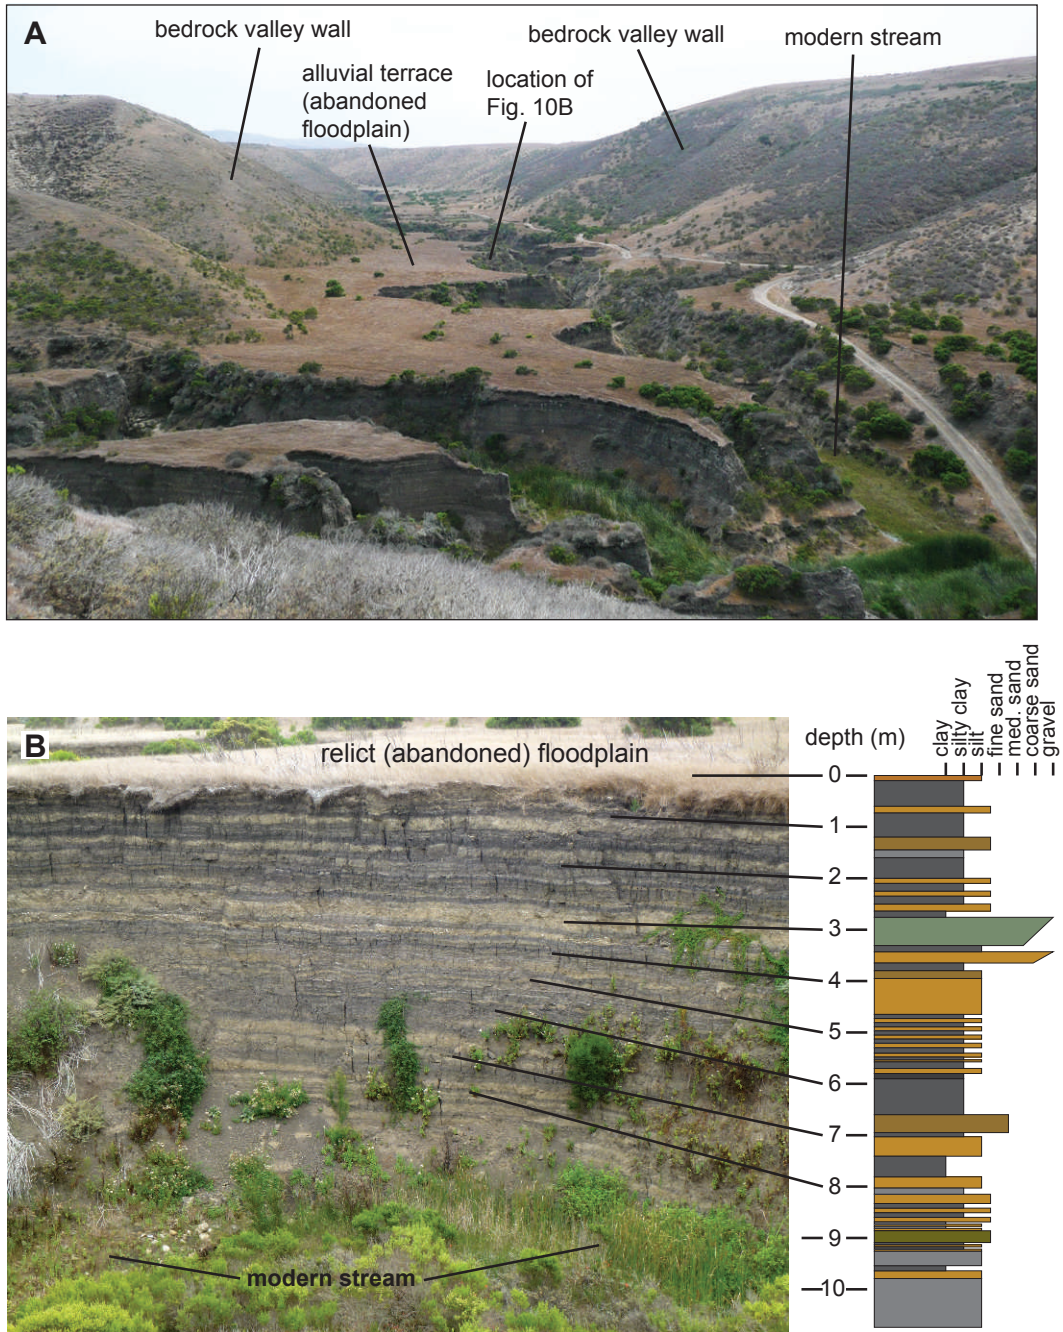 A
bedrock valley wall
bedrock valley wall
modern stream
alluvial terrace
(abandoned
floodplain)
location of
Fig. 10B
B
relict (abandoned) floodplain
modern stream
depth (m)
clay
silty clay
silt
fine sand
med. sand
coarse sand
gravel
0
1
2
3
4
5
6
7
8
9
10